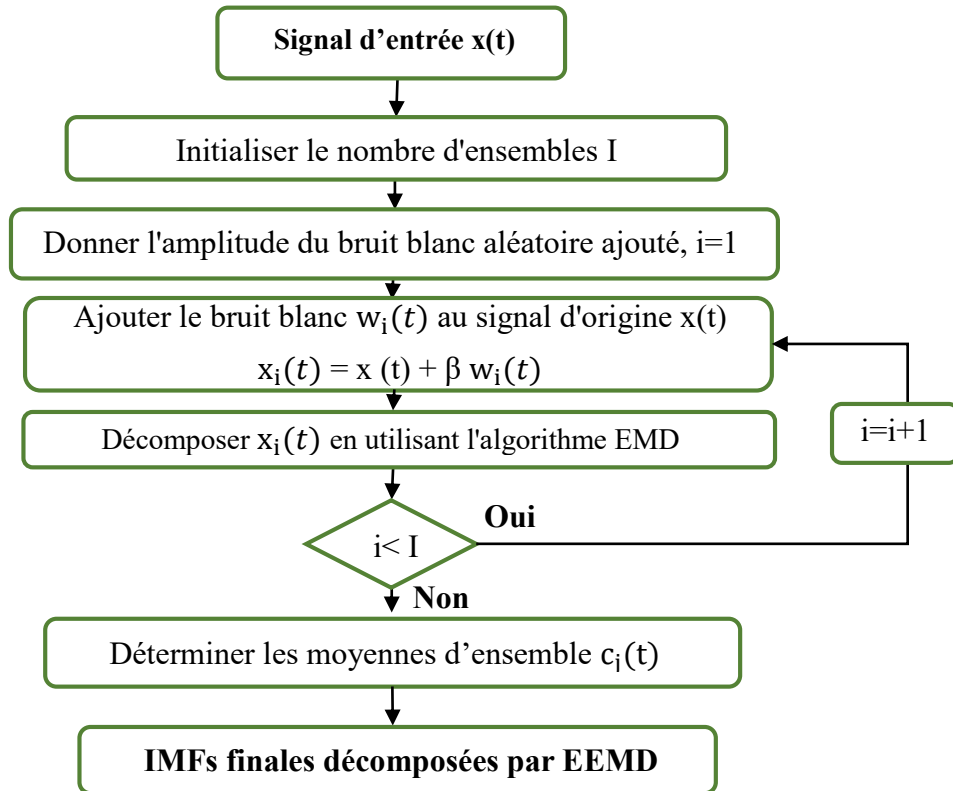 Signal d’entrée x(t)
Initialiser le nombre d'ensembles I
Donner l'amplitude du bruit blanc aléatoire ajouté, i=1
Ajouter le bruit blanc wᵢ(t) au signal d'origine x(t)
xᵢ(t) = x (t) + β wᵢ(t)
Décomposer xᵢ(t) en utilisant l'algorithme EMD
i=i+1
i< I
Oui
Non
Déterminer les moyennes d’ensemble cⱼ(t)
IMFs finales décomposées par EEMD